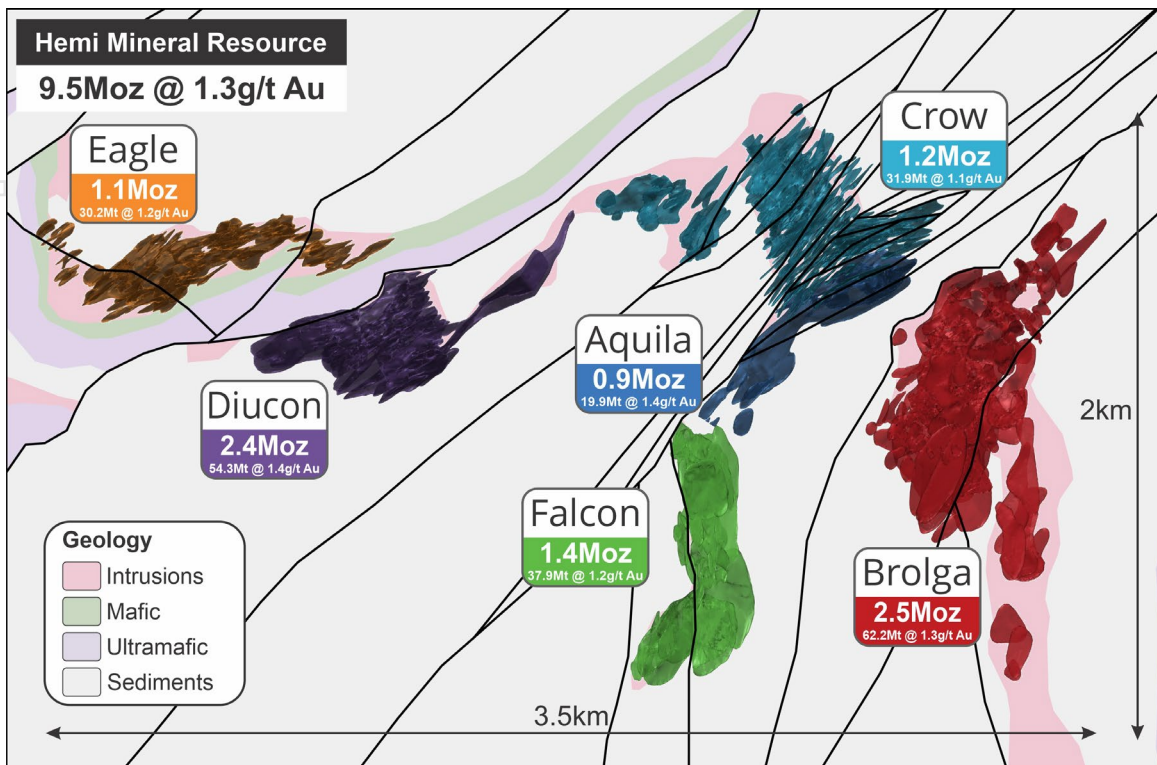 Hemi Mineral Resource
9.5Moz @ 1.3g/t Au
Eagle
1.1Moz
30.2Mt @ 1.2g/t Au
Crow
1.2Moz
31.9Mt @ 1.1g/t Au
Aquila
0.9Moz
19.9Mt @ 1.4g/t Au
Diucon
2.4Moz
54.3Mt @ 1.4g/t Au
2km
Falcon
1.4Moz
37.9Mt @ 1.2g/t Au
Brolga
2.5Moz
62.2Mt @ 1.3g/t Au
Geology
Intrusions
Mafic
Ultramafic
Sediments
3.5km